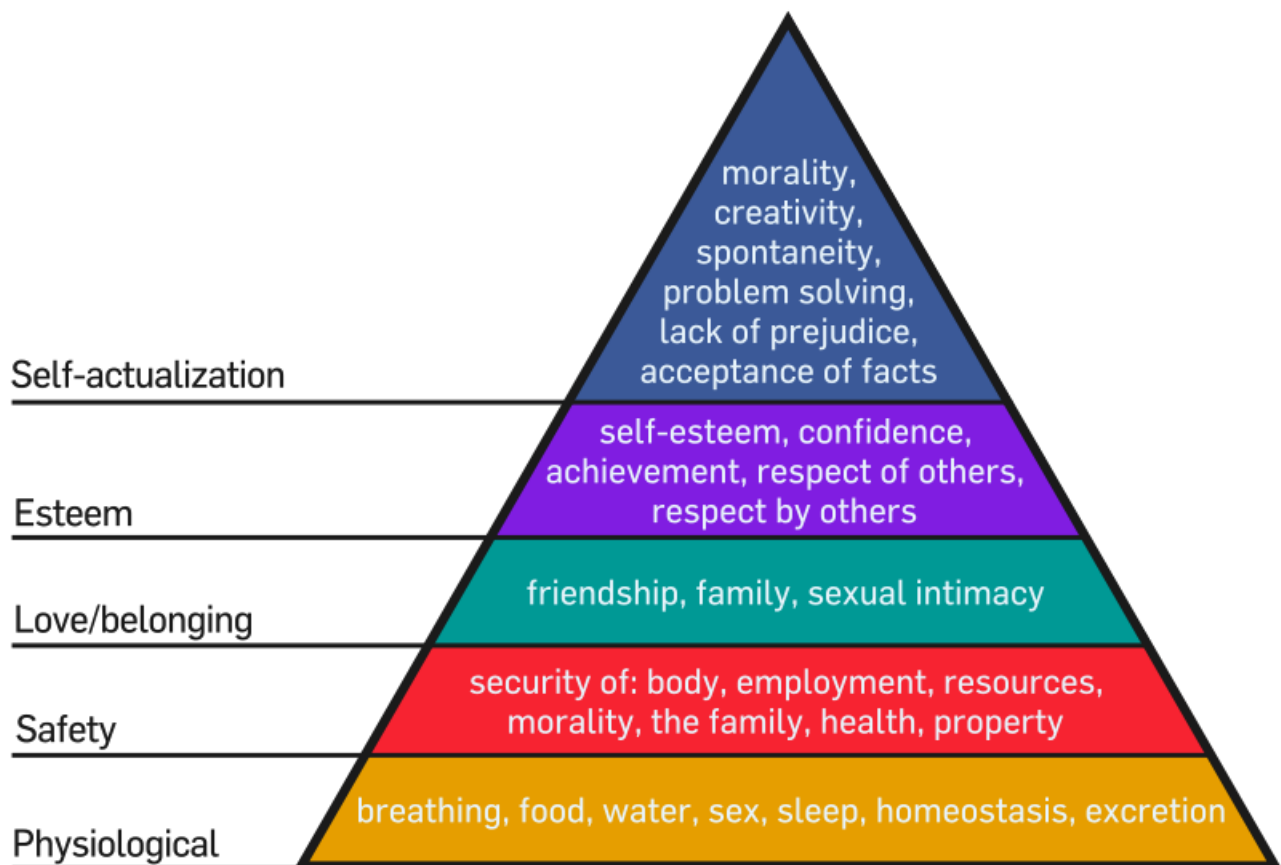 morality,
creativity,
spontaneity,
problem solving,
lack of prejudice,
acceptance of facts
Self-actualization
self-esteem, confidence,
achievement, respect of others,
respect by others
Esteem
friendship, family, sexual intimacy
Love/belonging
security of: body, employment, resources,
morality, the family, health, property
Safety
breathing, food, water, sex, sleep, homeostasis, excretion
Physiological